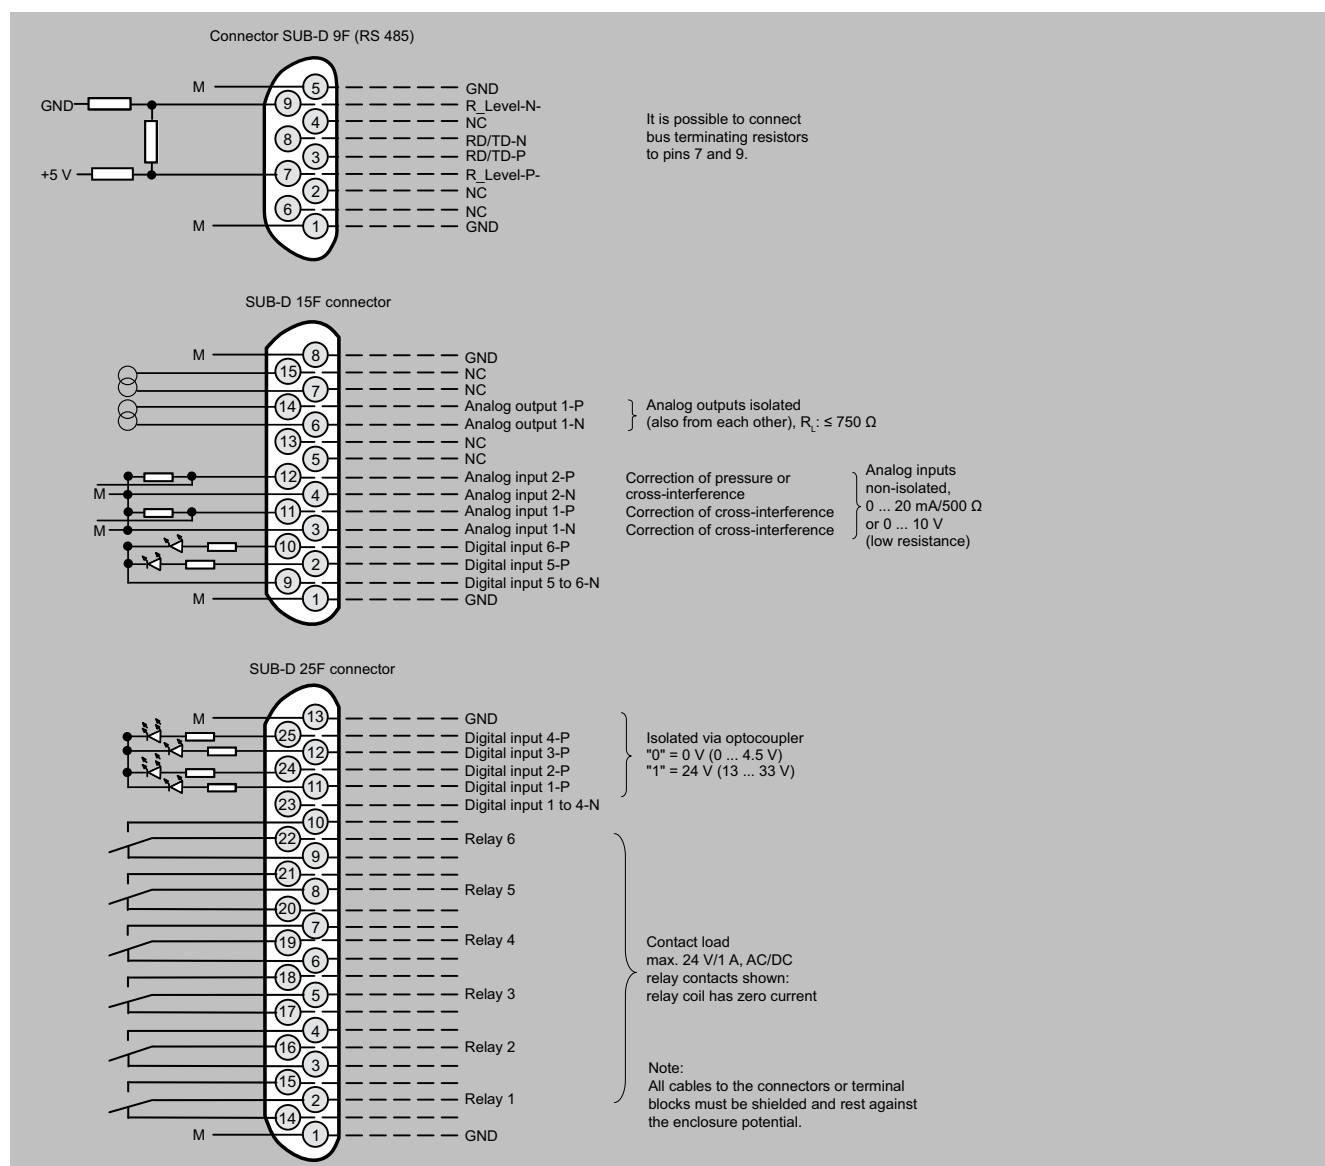 Connector SUB-D 9F (RS 485)
M 5 GND
GND 9 R_Level-N-
4 NC
8 RD/TD-N
3 RD/TD-P
+5 V 7 R_Level-P-
2 NC
6 NC
M 1 GND
It is possible to connect
bus terminating resistors
to pins 7 and 9.
SUB-D 15F connector
M 8 GND
15 NC
7 NC
14 Analog output 1-P
6 Analog output 1-N
Analog outputs isolated
(also from each other), RL: ≤ 750 Ω
13 NC
5 NC
12 Analog input 2-P Correction of pressure or
M 4 Analog input 2-N cross-interference
11 Analog input 1-P Correction of cross-interference
M 3 Analog input 1-N Correction of cross-interference
Analog inputs
non-isolated,
0 ... 20 mA/500 Ω
or 0 ... 10 V
(low resistance)
10 Digital input 6-P
2 Digital input 5-P
9 Digital input 5 to 6-N
M 1 GND
SUB-D 25F connector
M 13 GND
25 Digital input 4-P
12 Digital input 3-P
24 Digital input 2-P
11 Digital input 1-P
23 Digital input 1 to 4-N
Isolated via optocoupler
"0" = 0 V (0 ... 4.5 V)
"1" = 24 V (13 ... 33 V)
10
22 Relay 6
9
21
8 Relay 5
20
7
19 Relay 4
6
18
5 Relay 3
17
4
16 Relay 2
3
15
2 Relay 1
14
M 1 GND
Contact load
max. 24 V/1 A, AC/DC
relay contacts shown:
relay coil has zero current
Note:
All cables to the connectors or terminal
blocks must be shielded and rest against
the enclosure potential.